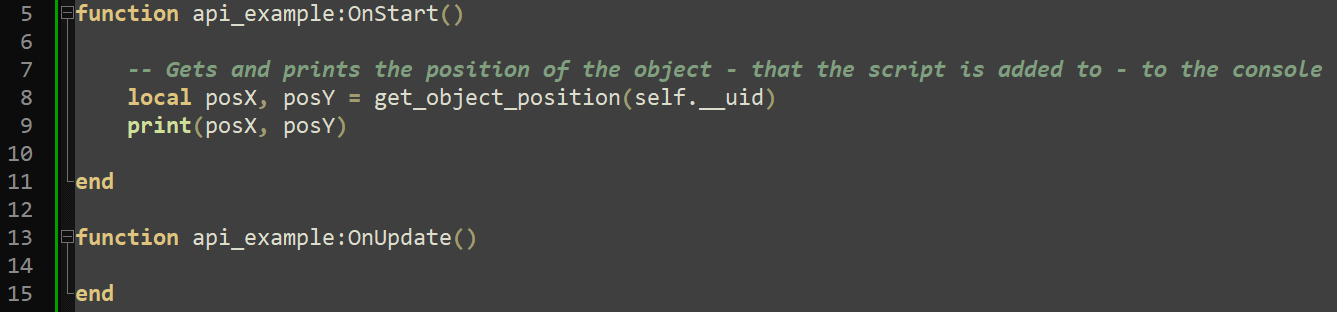 5 function api_example:OnStart()
6
7 -- Gets and prints the position of the object - that the script is added to - to the console
8 local posX, posY = get_object_position(self.__uid)
9 print(posX, posY)
10
11 end
12
13 function api_example:OnUpdate()
14
15 end